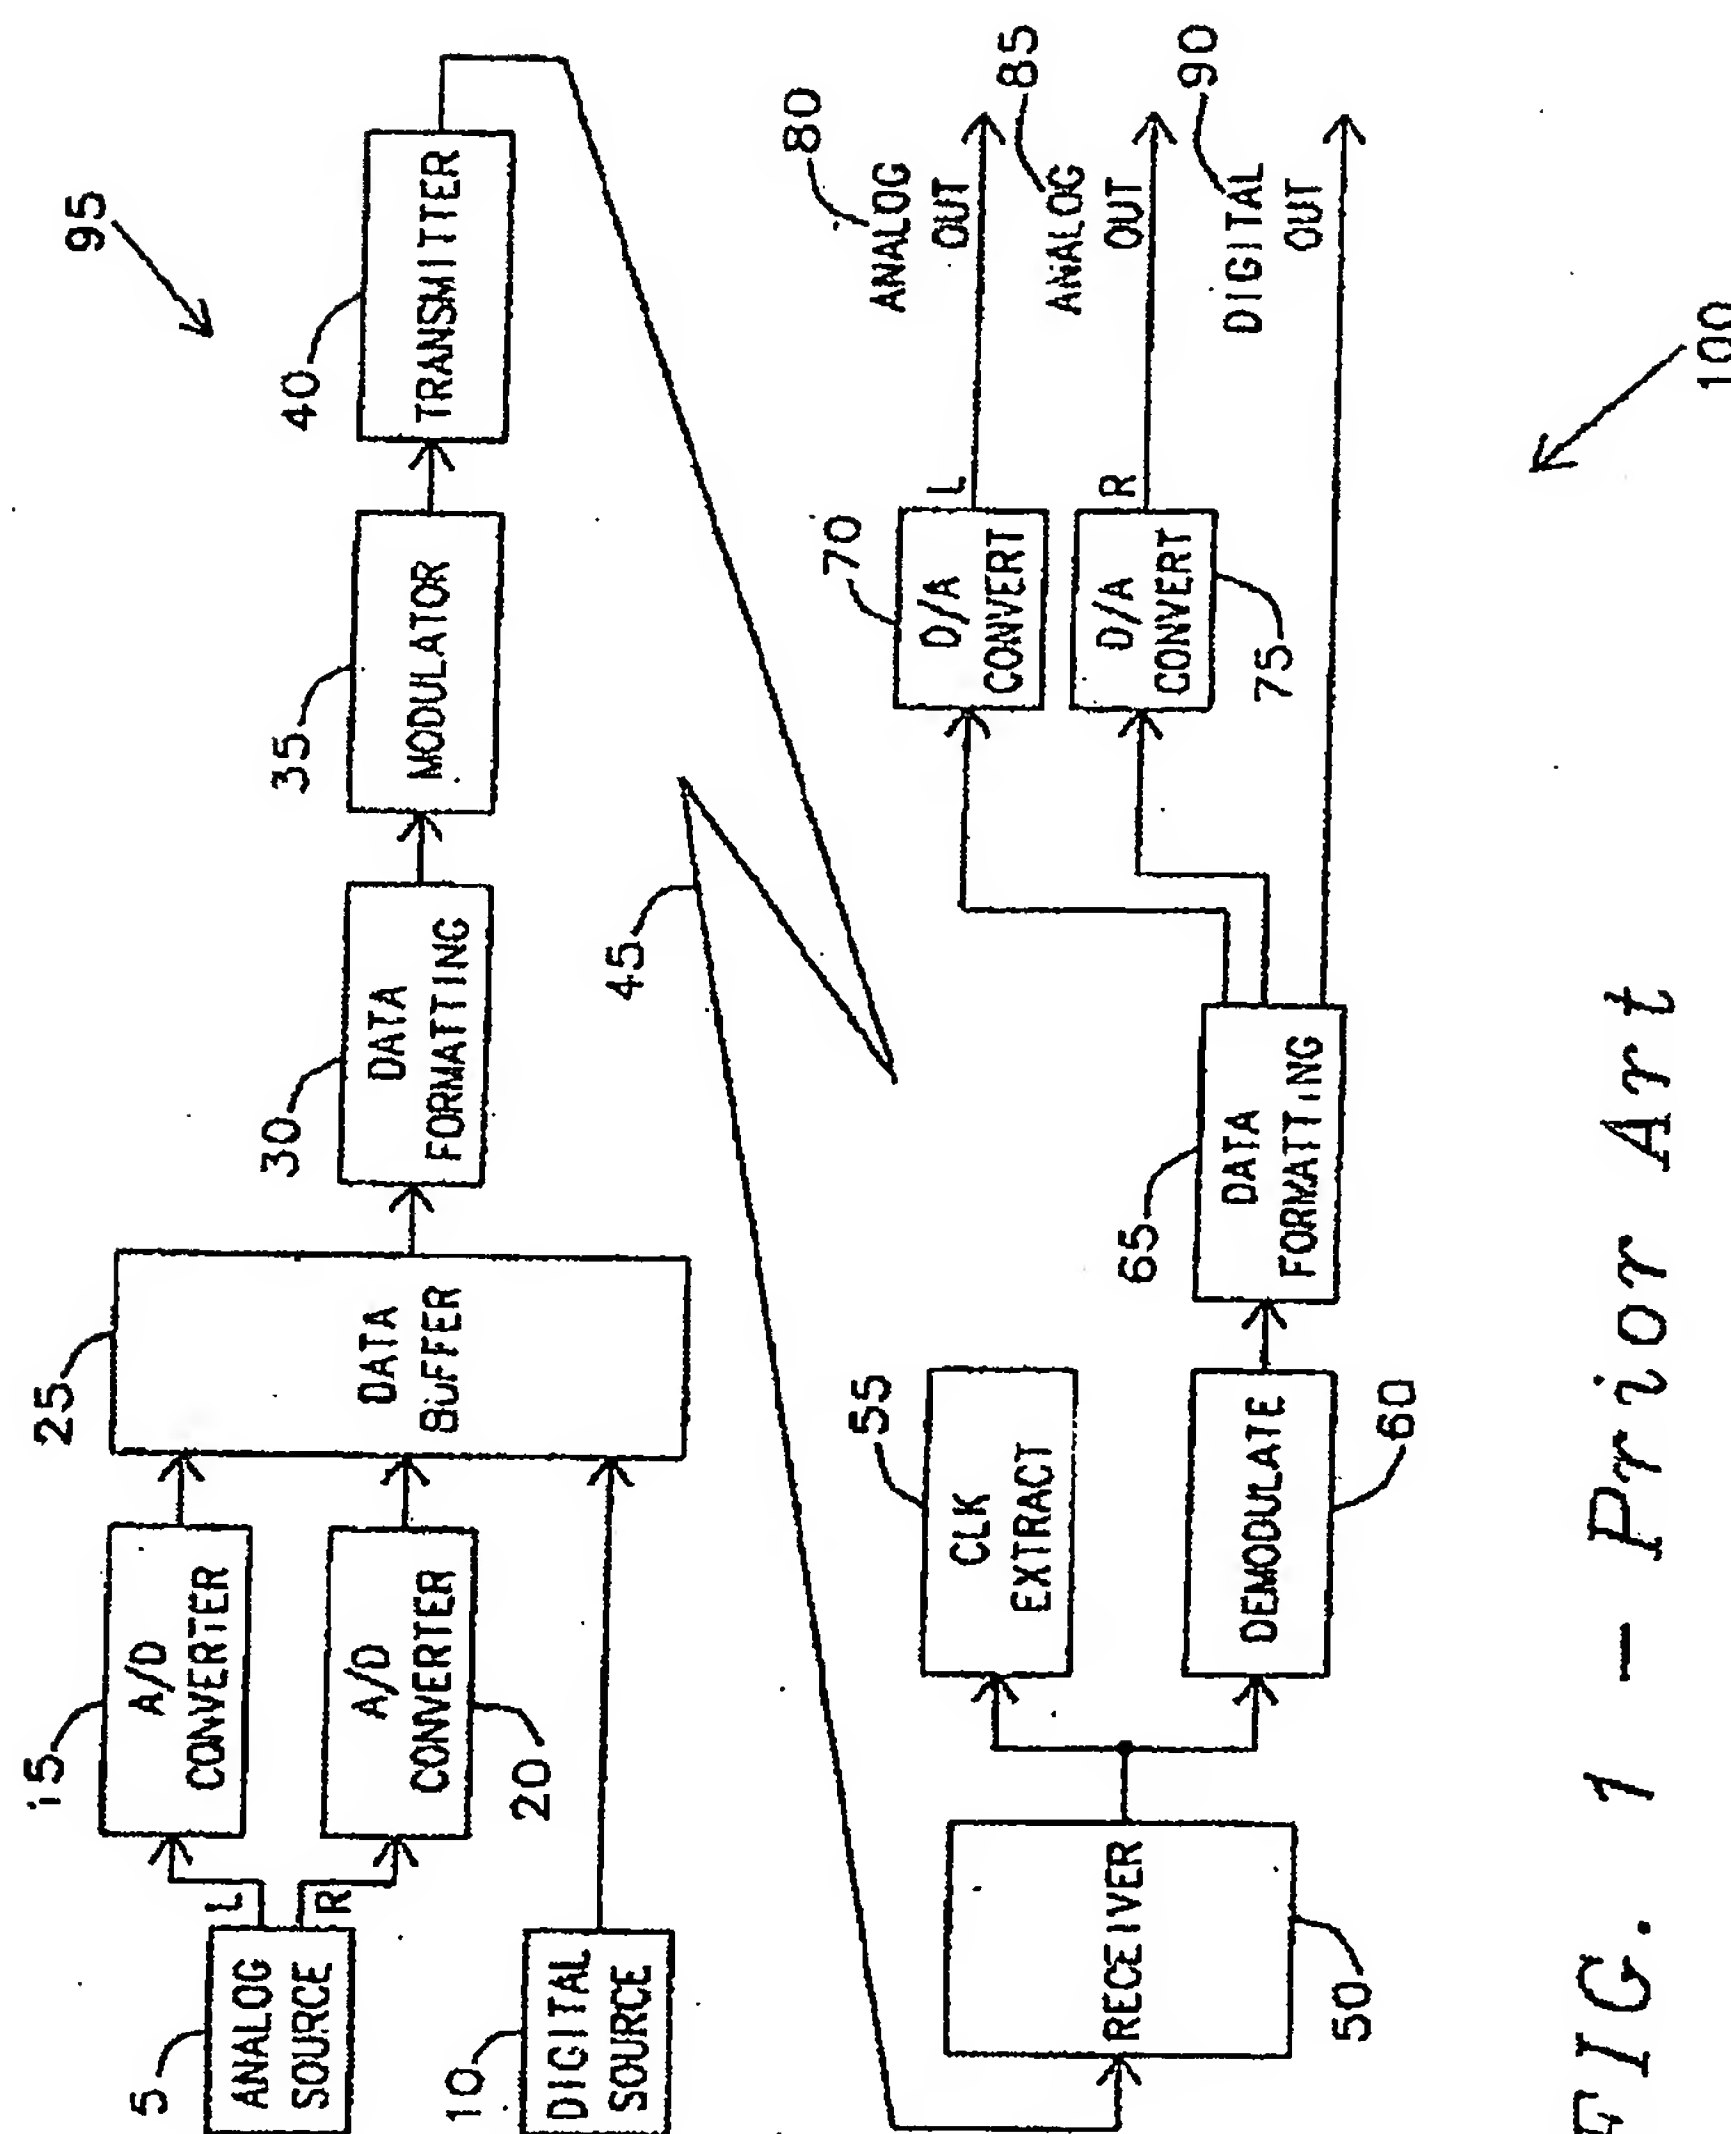 95
5
ANALOG
SOURCE
L
R
i5
A/D
CONVERTER
A/D
CONVERTER
20
10
DIGITAL
SOURCE
25
DATA
BUFFER
30
DATA
FORMATTING
35
MODULATOR
40
TRANSMITTER
45
RECEIVER
50
55
CLK
EXTRACT
DEMODULATE
60
65
DATA
FORMATTING
70
D/A
CONVERT
L
D/A
CONVERT
R
75
80
ANALOG
OUT
85
ANALOG
OUT
90
DIGITAL
OUT
100
FIG. 1 - Prior Art